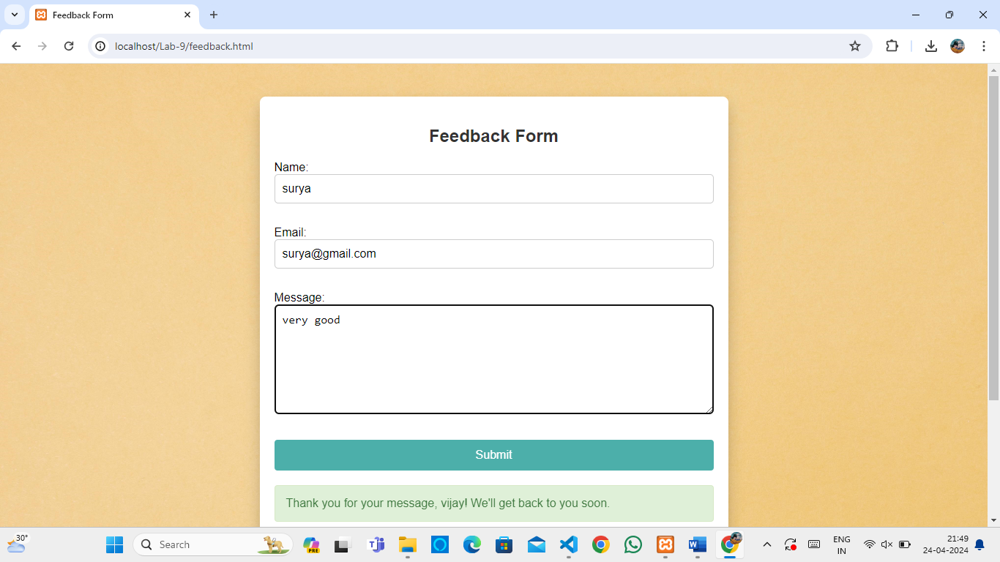 Feedback Form
localhost/Lab-9/feedback.html
Feedback Form
Name:
surya
Email:
surya@gmail.com
Message:
very good
Submit
Thank you for your message, vijay! We'll get back to you soon.
30°
Search
PRE
ENG
IN
21:49
24-04-2024